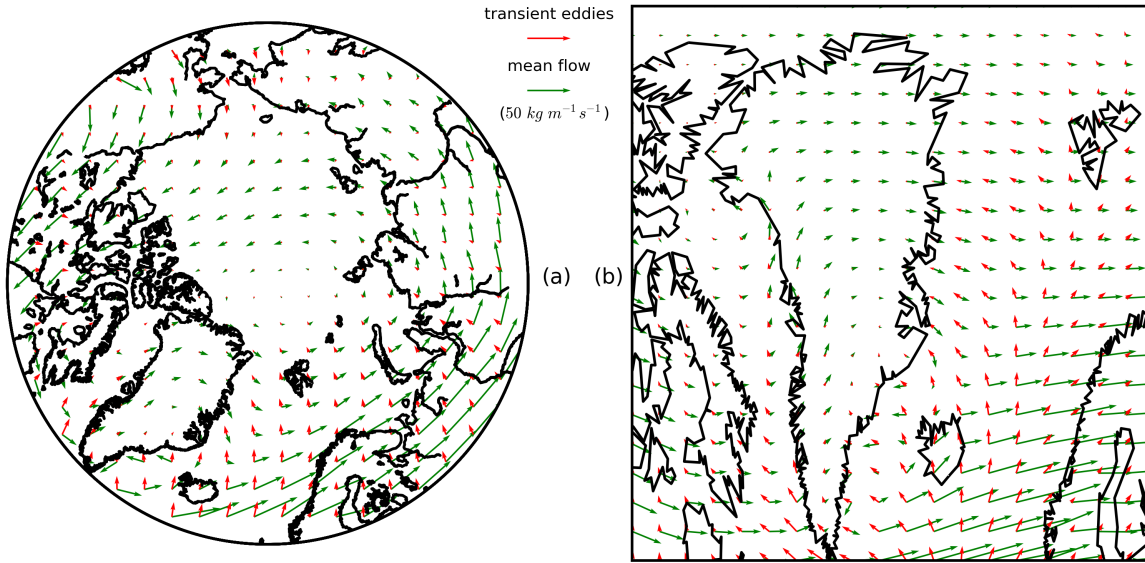 transient eddies
mean flow
(50 kg m⁻¹ s⁻¹)
(a) (b)